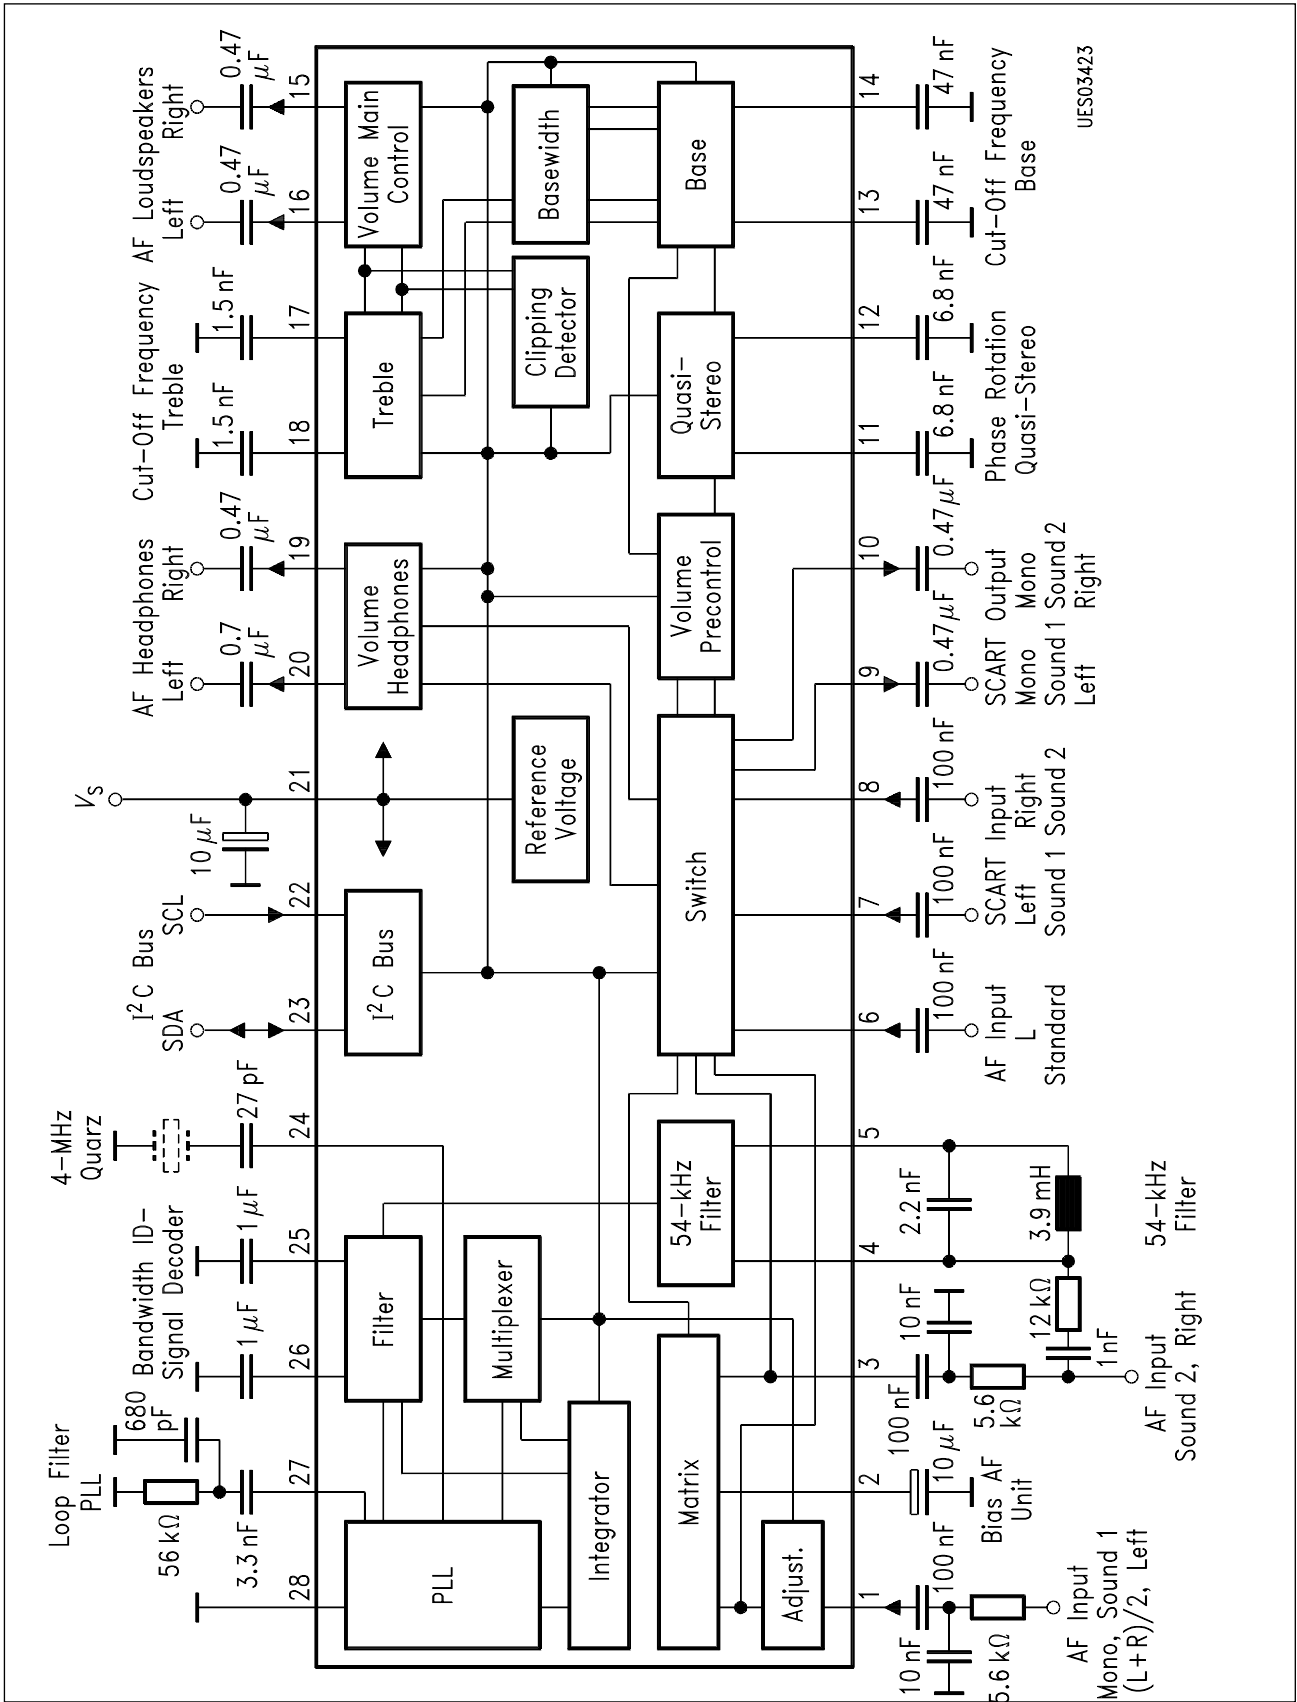 Loop Filter
PLL
56 kΩ
680
pF
3.3 nF
Bandwidth ID-
Signal Decoder
1 µF
1 µF
4-MHz
Quarz
27 pF
I²C Bus
SDA
SCL
10 µF
VS
AF Headphones
Left
Right
0.7
µF
0.47
µF
Cut-Off Frequency
Treble
1.5 nF
1.5 nF
AF Loudspeakers
Left
Right
0.47
µF
0.47
µF
28
27
26
25
24
23
22
21
20
19
18
17
16
15
PLL
Filter
Multiplexer
Integrator
I²C Bus
Reference
Voltage
Volume
Headphones
Treble
Clipping
Detector
Volume Main
Control
Basewidth
Matrix
Adjust.
54-kHz
Filter
Switch
Volume
Precontrol
Quasi-
Stereo
Base
1
2
3
4
5
6
7
8
9
10
11
12
13
14
10 nF
100 nF
5.6 kΩ
AF Input
Mono, Sound 1
(L+R)/2, Left
10 µF
Bias AF
Unit
100 nF
10 nF
5.6
kΩ
12 kΩ
1nF
AF Input
Sound 2, Right
2.2 nF
3.9 mH
54-kHz
Filter
100 nF
AF Input
L
Standard
100 nF
100 nF
SCART Input
Left Right
Sound 1 Sound 2
0.47µF
0.47µF
SCART Output
Mono Mono
Sound 1 Sound 2
Left Right
6.8 nF
6.8 nF
Phase Rotation
Quasi-Stereo
47 nF
47 nF
Cut-Off Frequency
Base
UES03423